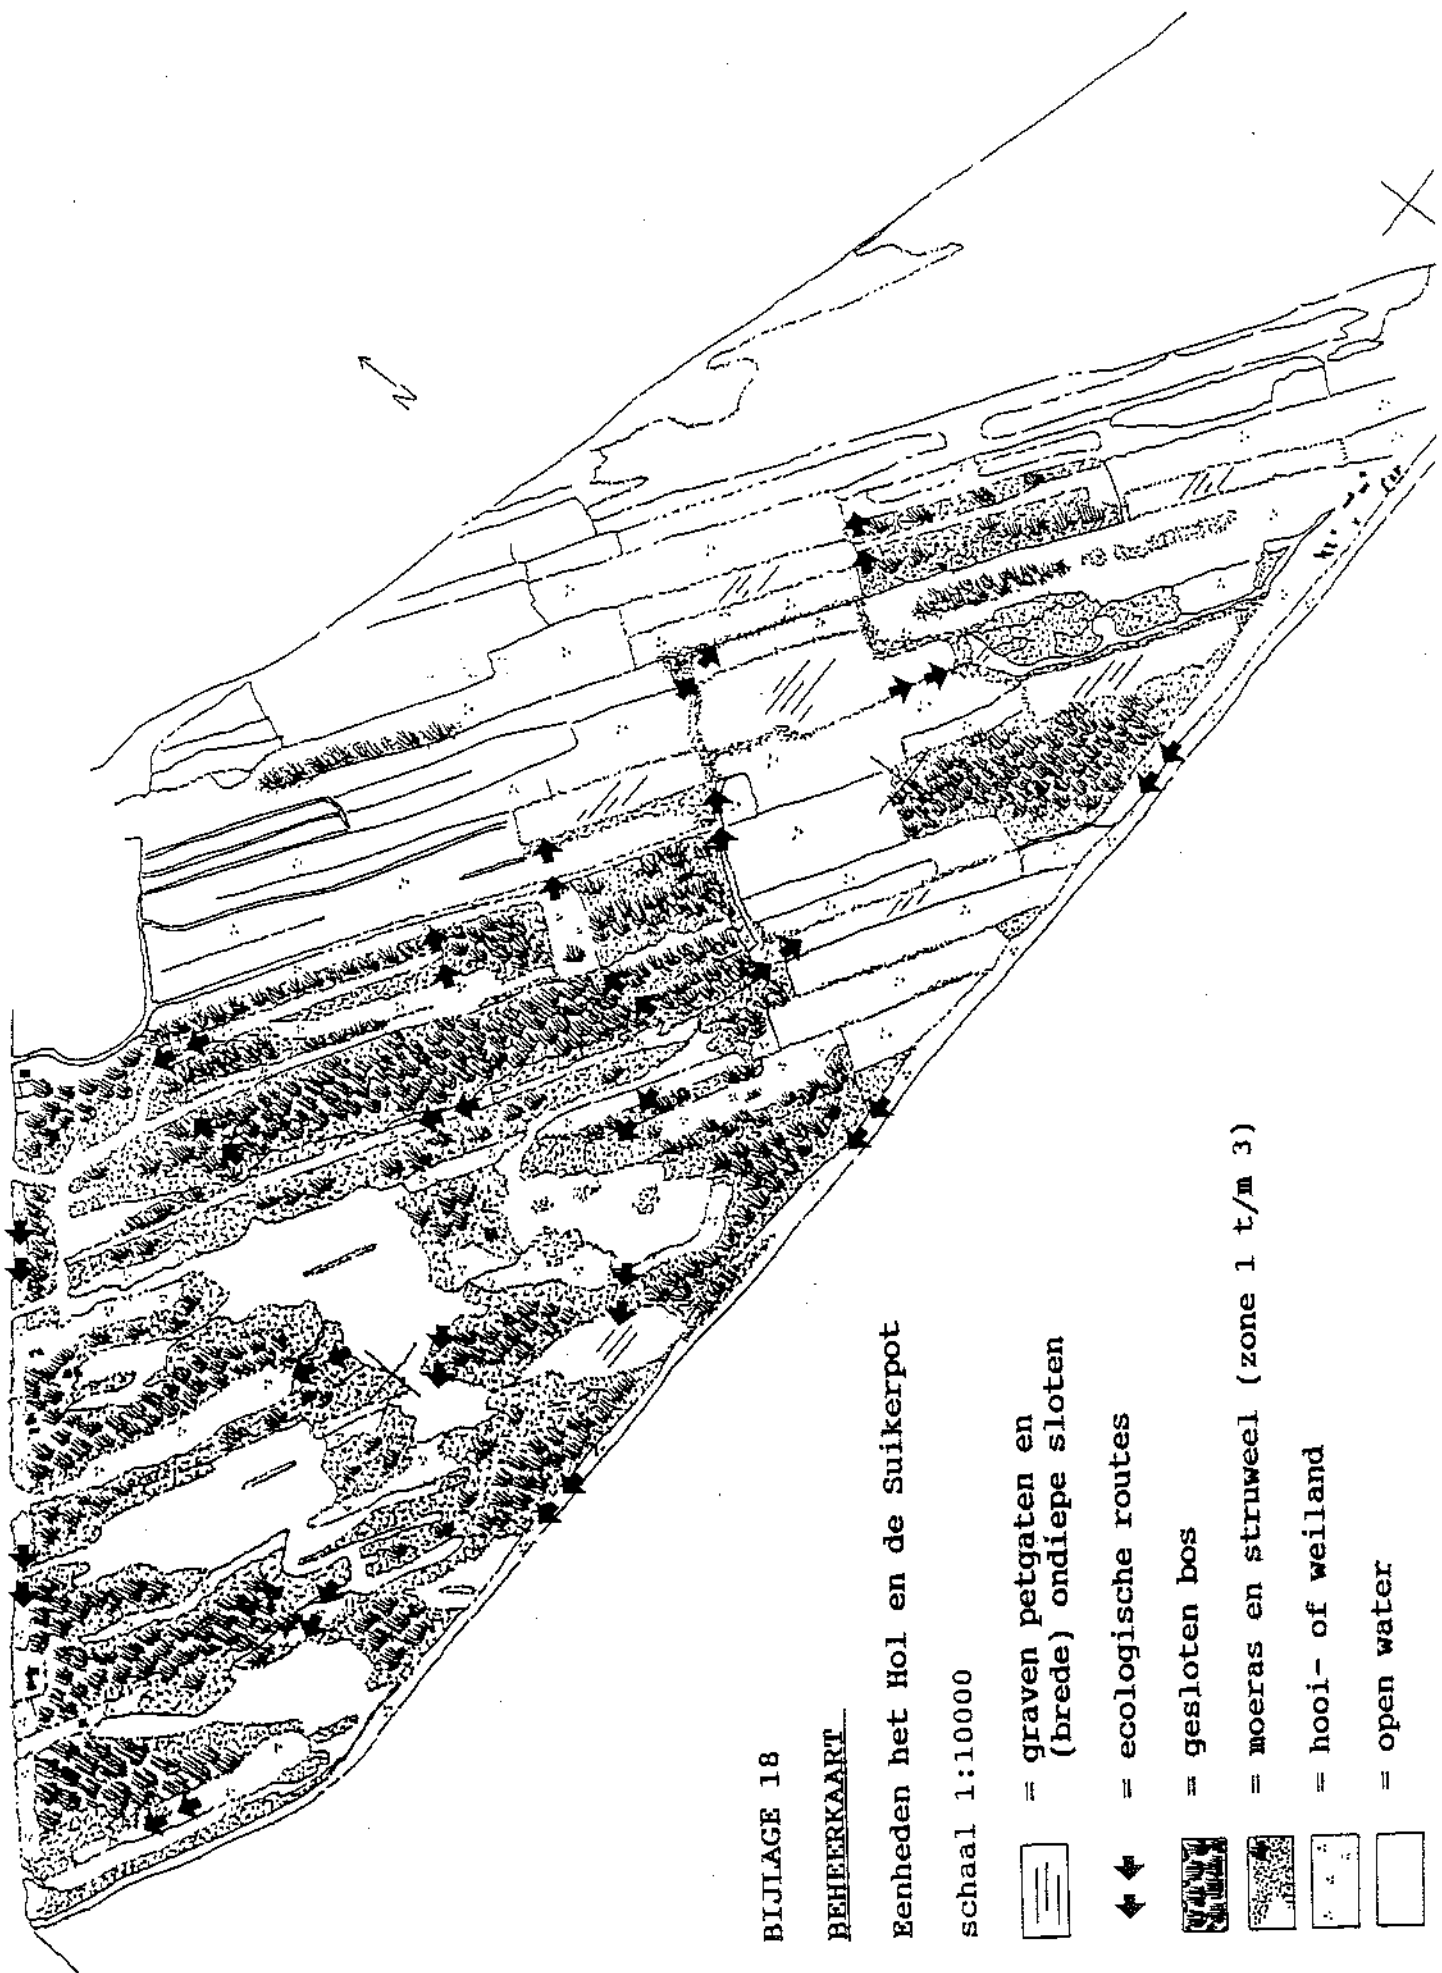 BIJLAGE 18
BEHEERKAART
Eenheden het Hol en de Suikerpot
schaal 1:10000
= graven petgaten en
(brede) ondiepe sloten
= ecologische routes
= gesloten bos
= moeras en struweel (zone 1 t/m 3)
= hooi- of weiland
= open water
N